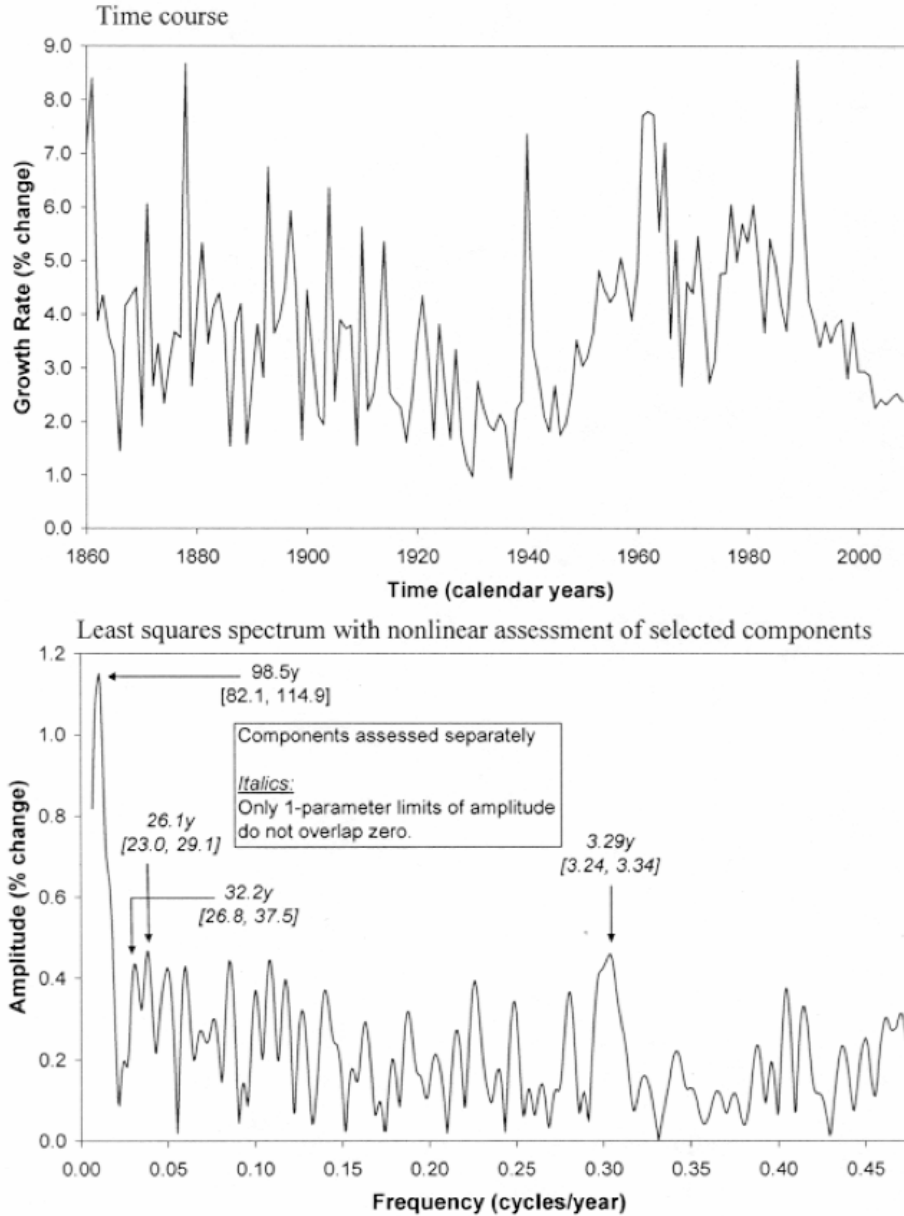 Time course
Growth Rate (% change)
9.0
8.0
7.0
6.0
5.0
4.0
3.0
2.0
1.0
0.0
1860 1880 1900 1920 1940 1960 1980 2000
Time (calendar years)
Least squares spectrum with nonlinear assessment of selected components
Amplitude (% change)
1.2
1.0
0.8
0.6
0.4
0.2
0.0
98.5y
[82.1, 114.9]
Components assessed separately
Italics:
Only 1-parameter limits of amplitude
do not overlap zero.
26.1y
[23.0, 29.1]
32.2y
[26.8, 37.5]
3.29y
[3.24, 3.34]
0.00 0.05 0.10 0.15 0.20 0.25 0.30 0.35 0.40 0.45
Frequency (cycles/year)